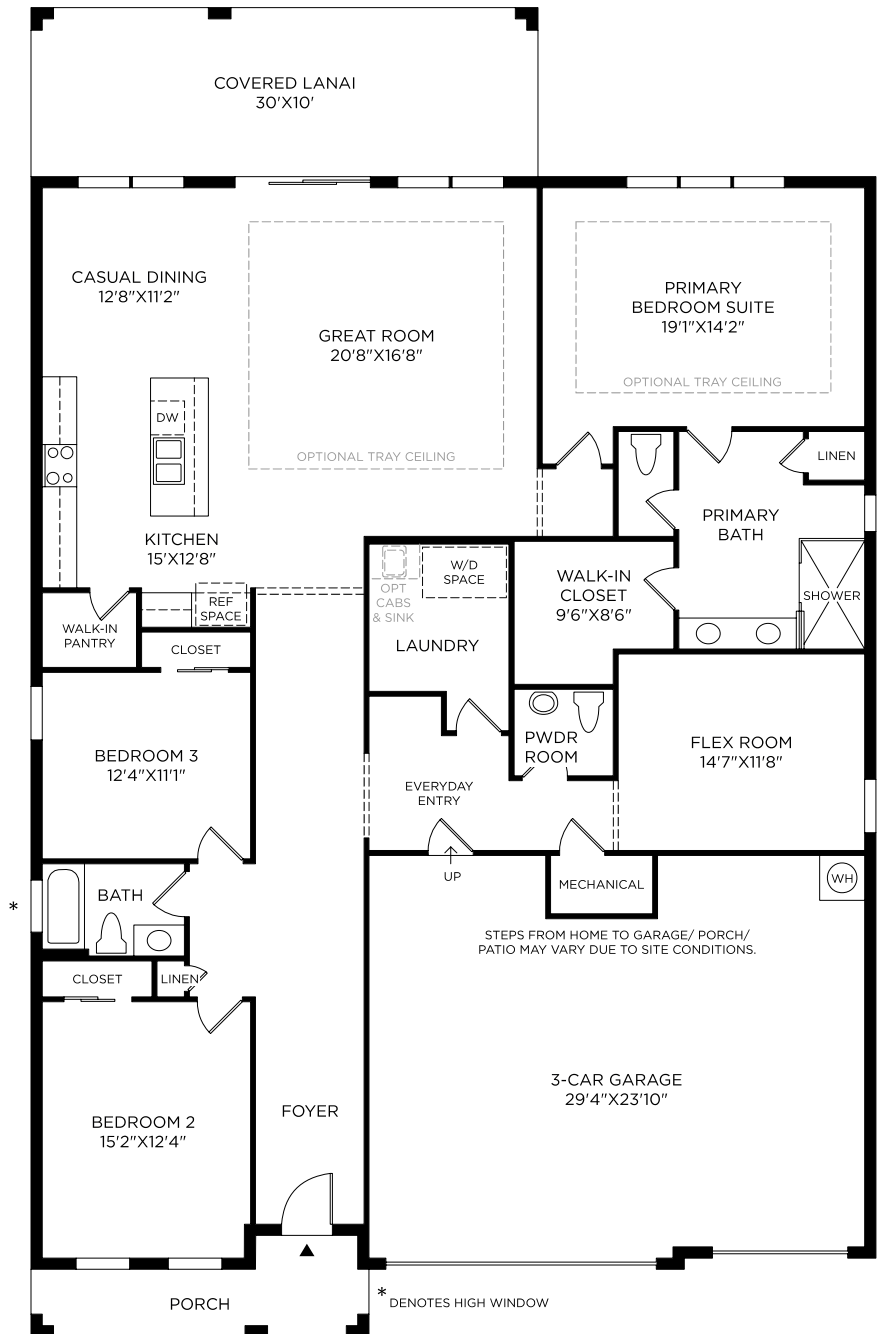 COVERED LANAI
30'X10'
CASUAL DINING
12'8"X11'2"
GREAT ROOM
20'8"X16'8"
OPTIONAL TRAY CEILING
PRIMARY
BEDROOM SUITE
19'1"X14'2"
OPTIONAL TRAY CEILING
DW
KITCHEN
15'X12'8"
LINEN
PRIMARY
BATH
SHOWER
WALK-IN
CLOSET
9'6"X8'6"
W/D
SPACE
OPT
CABS
& SINK
LAUNDRY
REF
SPACE
WALK-IN
PANTRY
CLOSET
BEDROOM 3
12'4"X11'1"
PWDR
ROOM
FLEX ROOM
14'7"X11'8"
EVERYDAY
ENTRY
UP
MECHANICAL
WH
BATH
*
STEPS FROM HOME TO GARAGE/ PORCH/
PATIO MAY VARY DUE TO SITE CONDITIONS.
CLOSET
LINEN
3-CAR GARAGE
29'4"X23'10"
BEDROOM 2
15'2"X12'4"
FOYER
PORCH
* DENOTES HIGH WINDOW